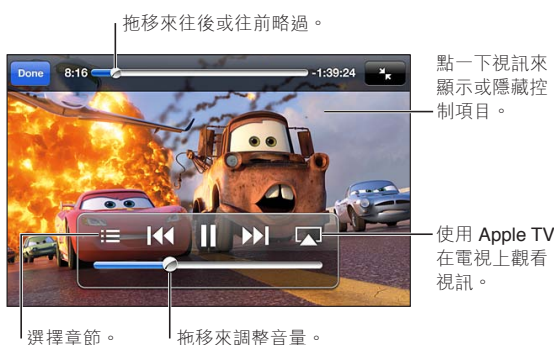 拖移來往後或往前略過。
Done 8:16 -1:39:24
點一下視訊來
顯示或隱藏控
制項目。
使用 Apple TV
在電視上觀看
視訊。
選擇章節。 拖移來調整音量。